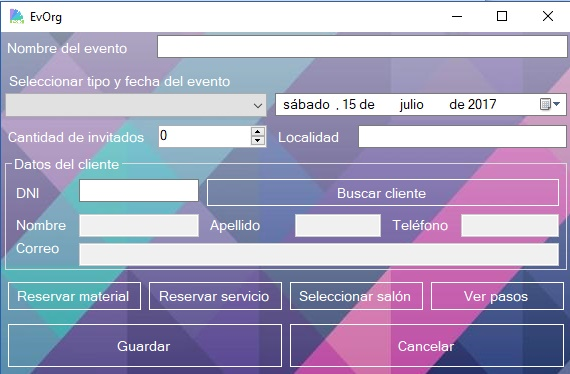 EvOrg
Nombre del evento
Seleccionar tipo y fecha del evento
sábado , 15 de julio de 2017
Cantidad de invitados 0 Localidad
Datos del cliente
DNI Buscar cliente
Nombre Apellido Teléfono
Correo
Reservar material Reservar servicio Seleccionar salón Ver pasos
Guardar Cancelar